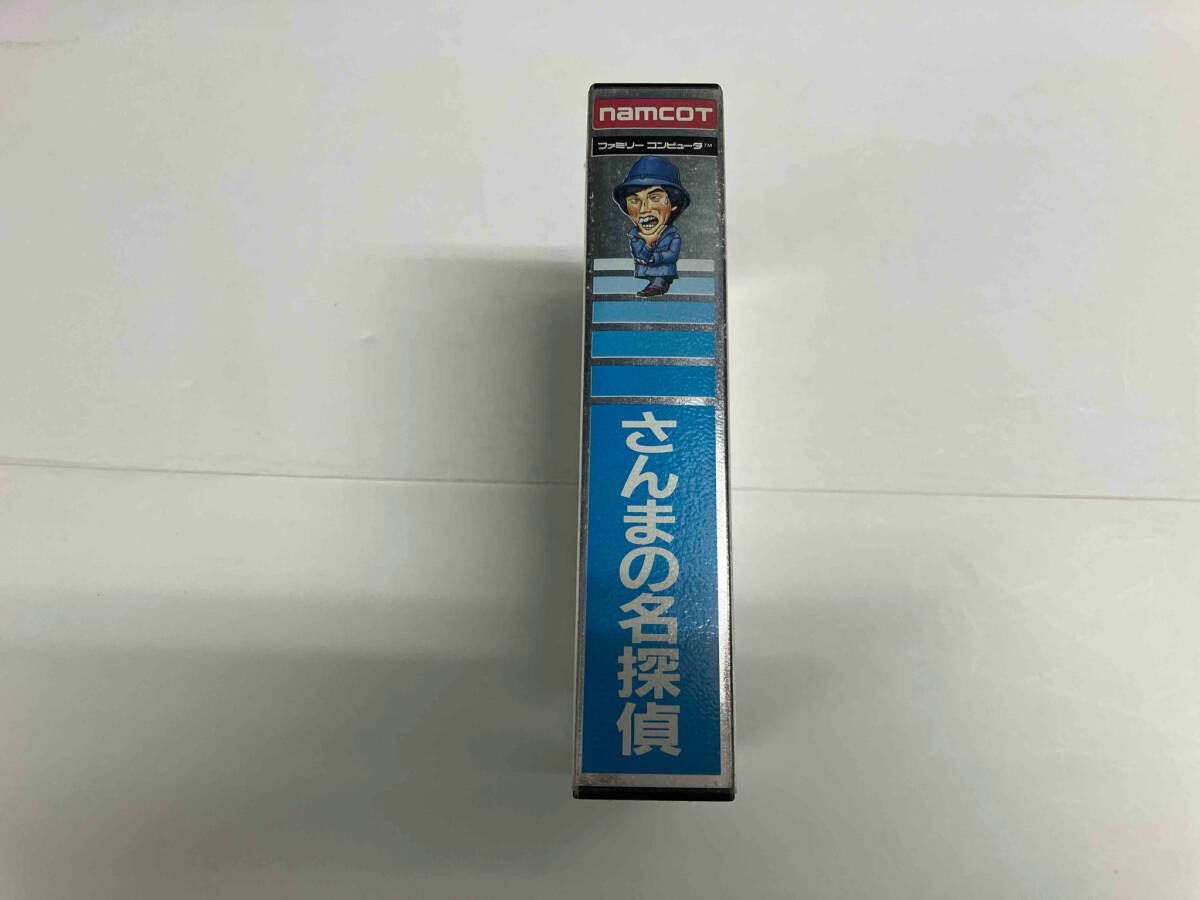 namcoT
ファミリー コンピュータ™
さんまの名探偵